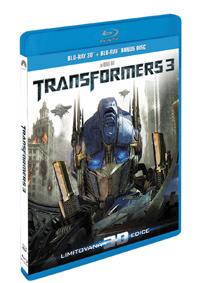 BLU-RAY 3D + BLU-RAY BONUS DISC
TRANSFORMERS 3
LIMITOVANÁ 3D EDICE
TRANSFORMERS 3